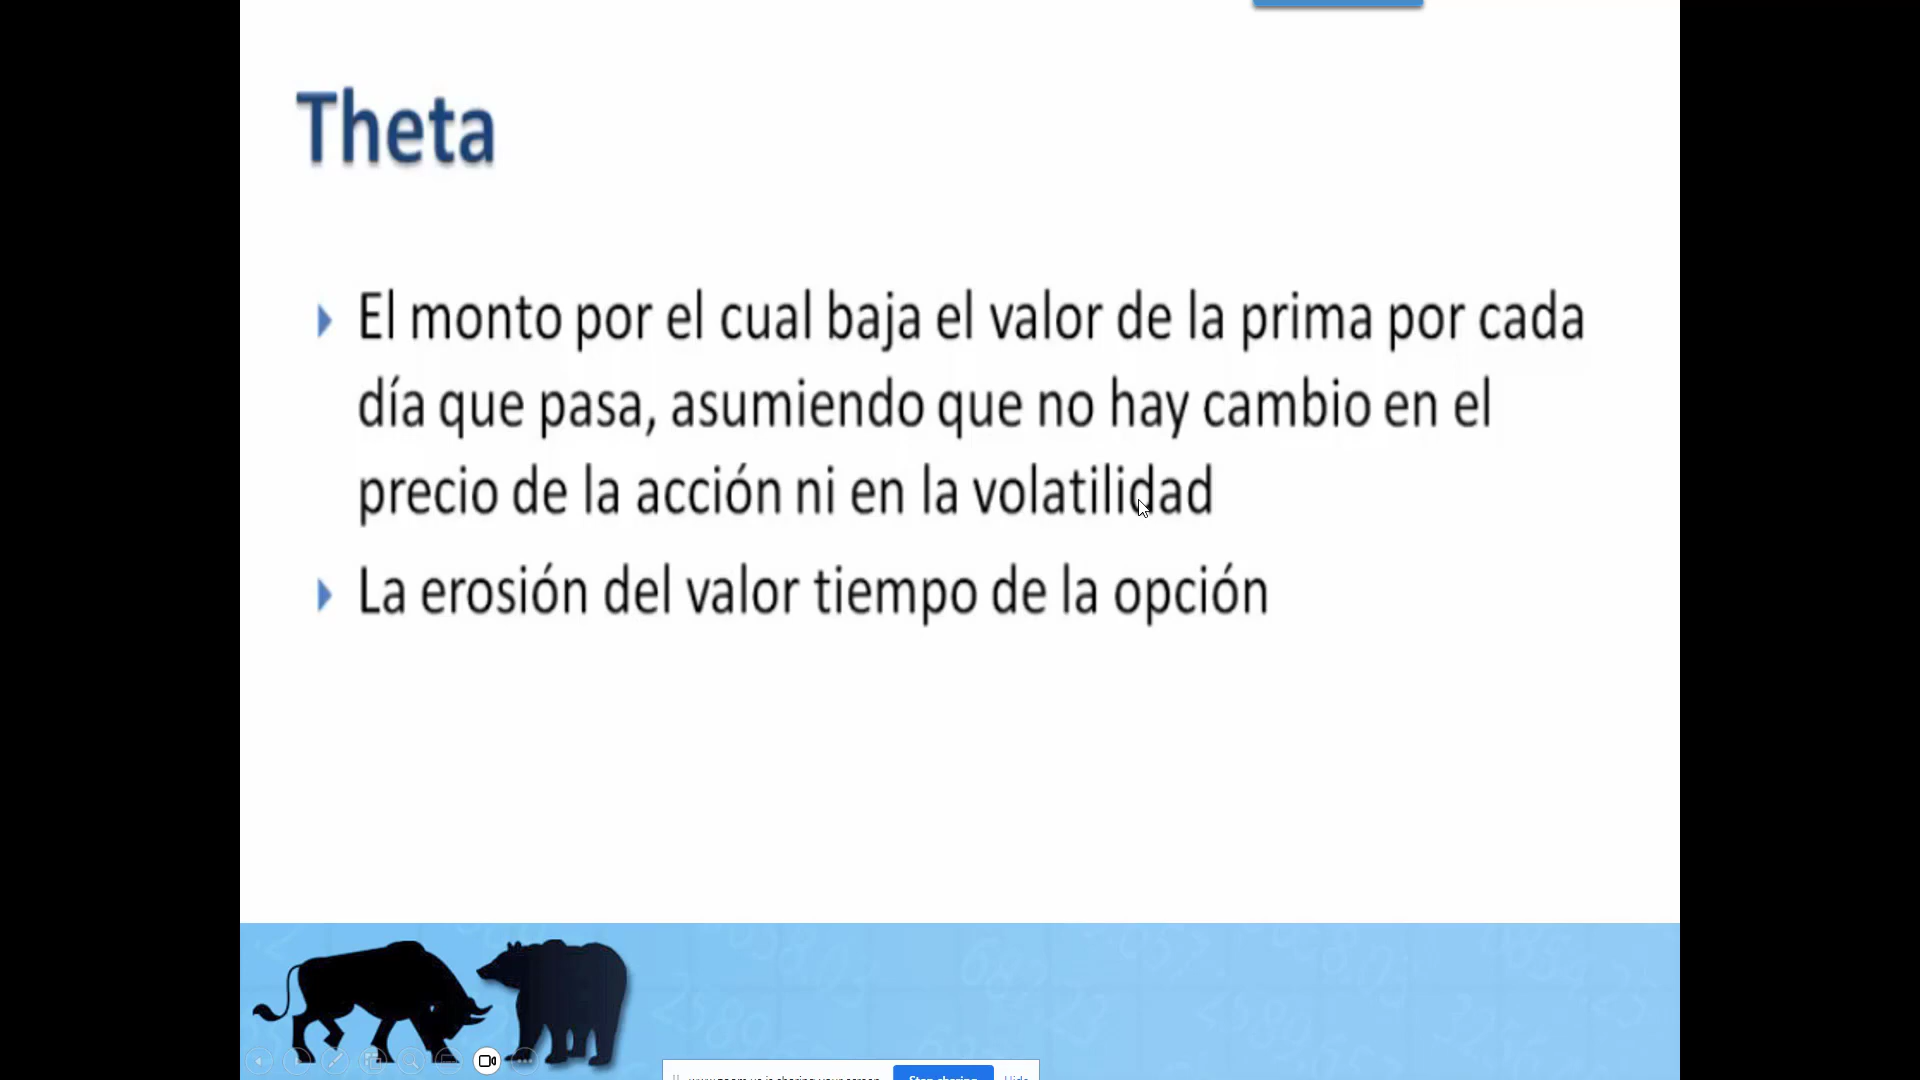 Theta
El monto por el cual baja el valor de la prima por cada
día que pasa, asumiendo que no hay cambio en el
precio de la acción ni en la volatilidad
La erosión del valor tiempo de la opción